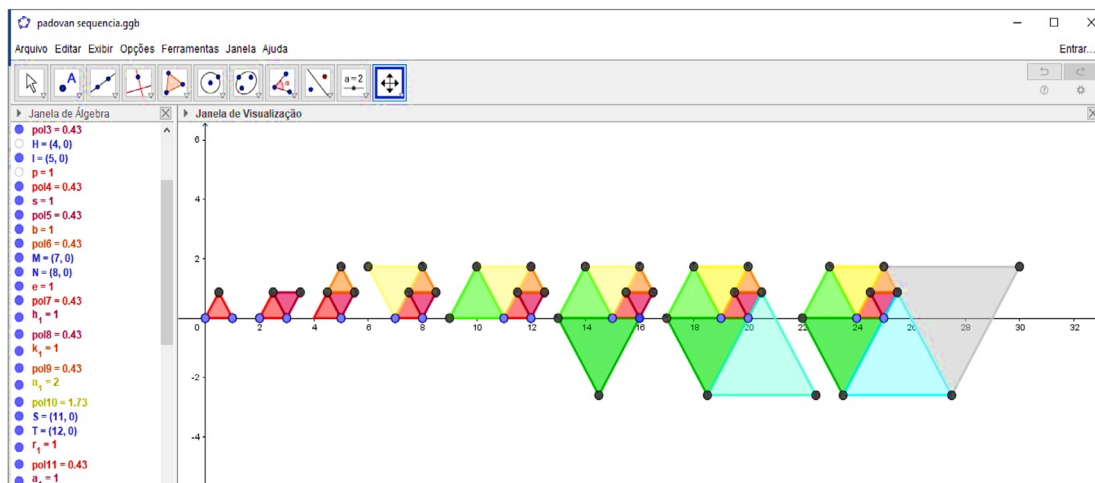 padovan sequencia.ggb
Arquivo Editar Exibir Opções Ferramentas Janela Ajuda
Entrar...
A
a = 2
Janela de Álgebra
Janela de Visualização
pol3 = 0.43
H = (4, 0)
I = (5, 0)
p = 1
pol4 = 0.43
s = 1
pol5 = 0.43
b = 1
pol6 = 0.43
M = (7, 0)
N = (8, 0)
e = 1
pol7 = 0.43
h₁ = 1
pol8 = 0.43
k₁ = 1
pol9 = 0.43
n₁ = 2
pol10 = 1.73
S = (11, 0)
T = (12, 0)
r₁ = 1
pol11 = 0.43
6
4
2
0 2 4 6 8 10 12 14 16 18 20 22 24 26 28 30 32
-2
-4